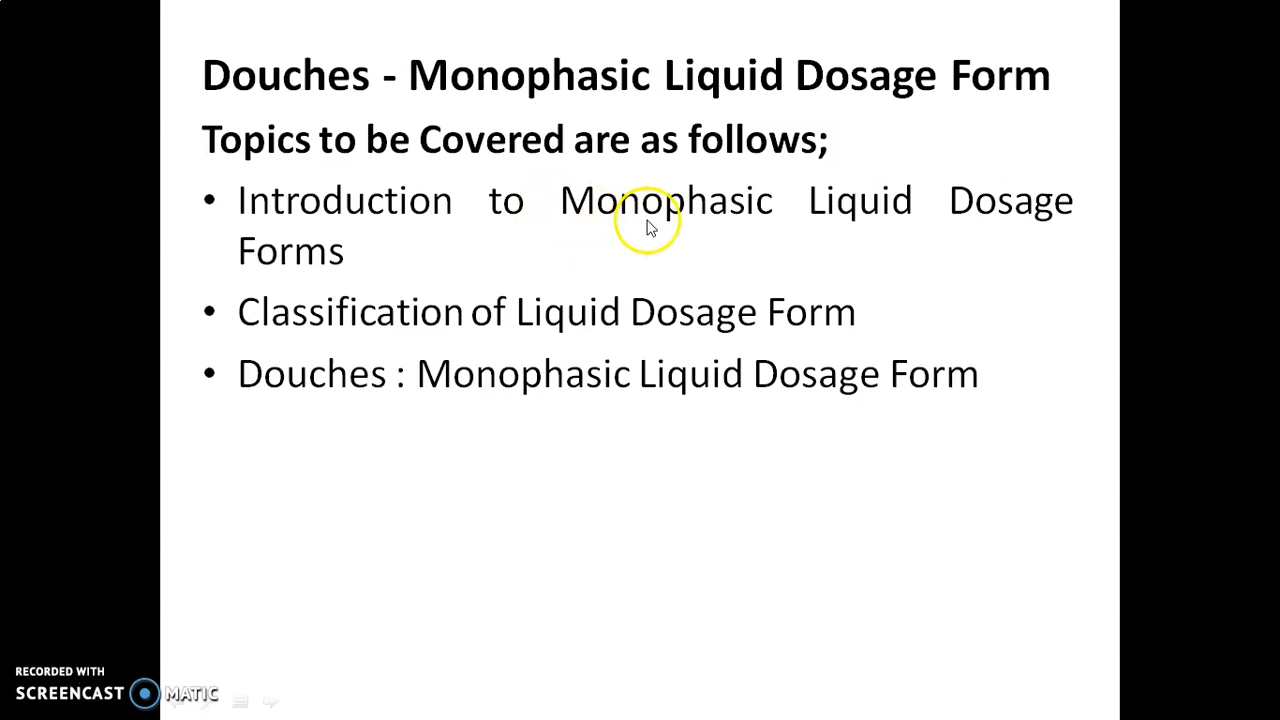 Douches - Monophasic Liquid Dosage Form
Topics to be Covered are as follows;
• Introduction to Monophasic Liquid Dosage
Forms
• Classification of Liquid Dosage Form
• Douches : Monophasic Liquid Dosage Form
RECORDED WITH
SCREENCAST MATIC